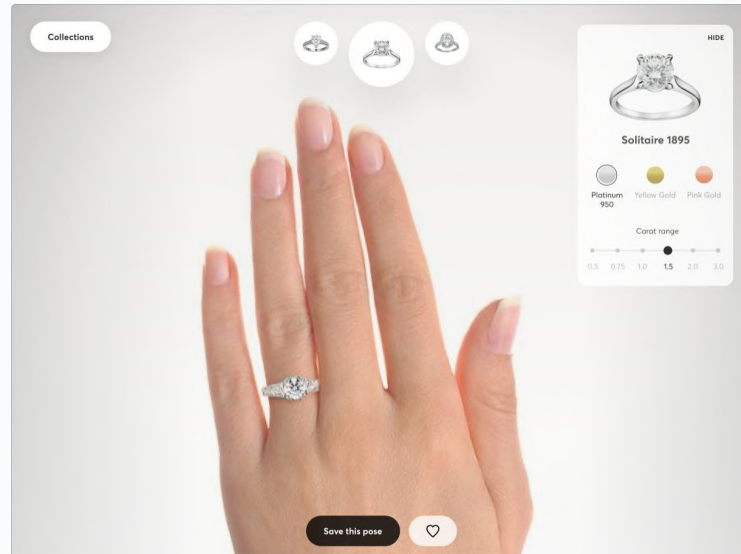 Collections
HIDE
Solitaire 1895
Platinum
950
Yellow Gold
Pink Gold
Carat range
0.5 0.75 1.0 1.5 2.0 3.0
Save this pose